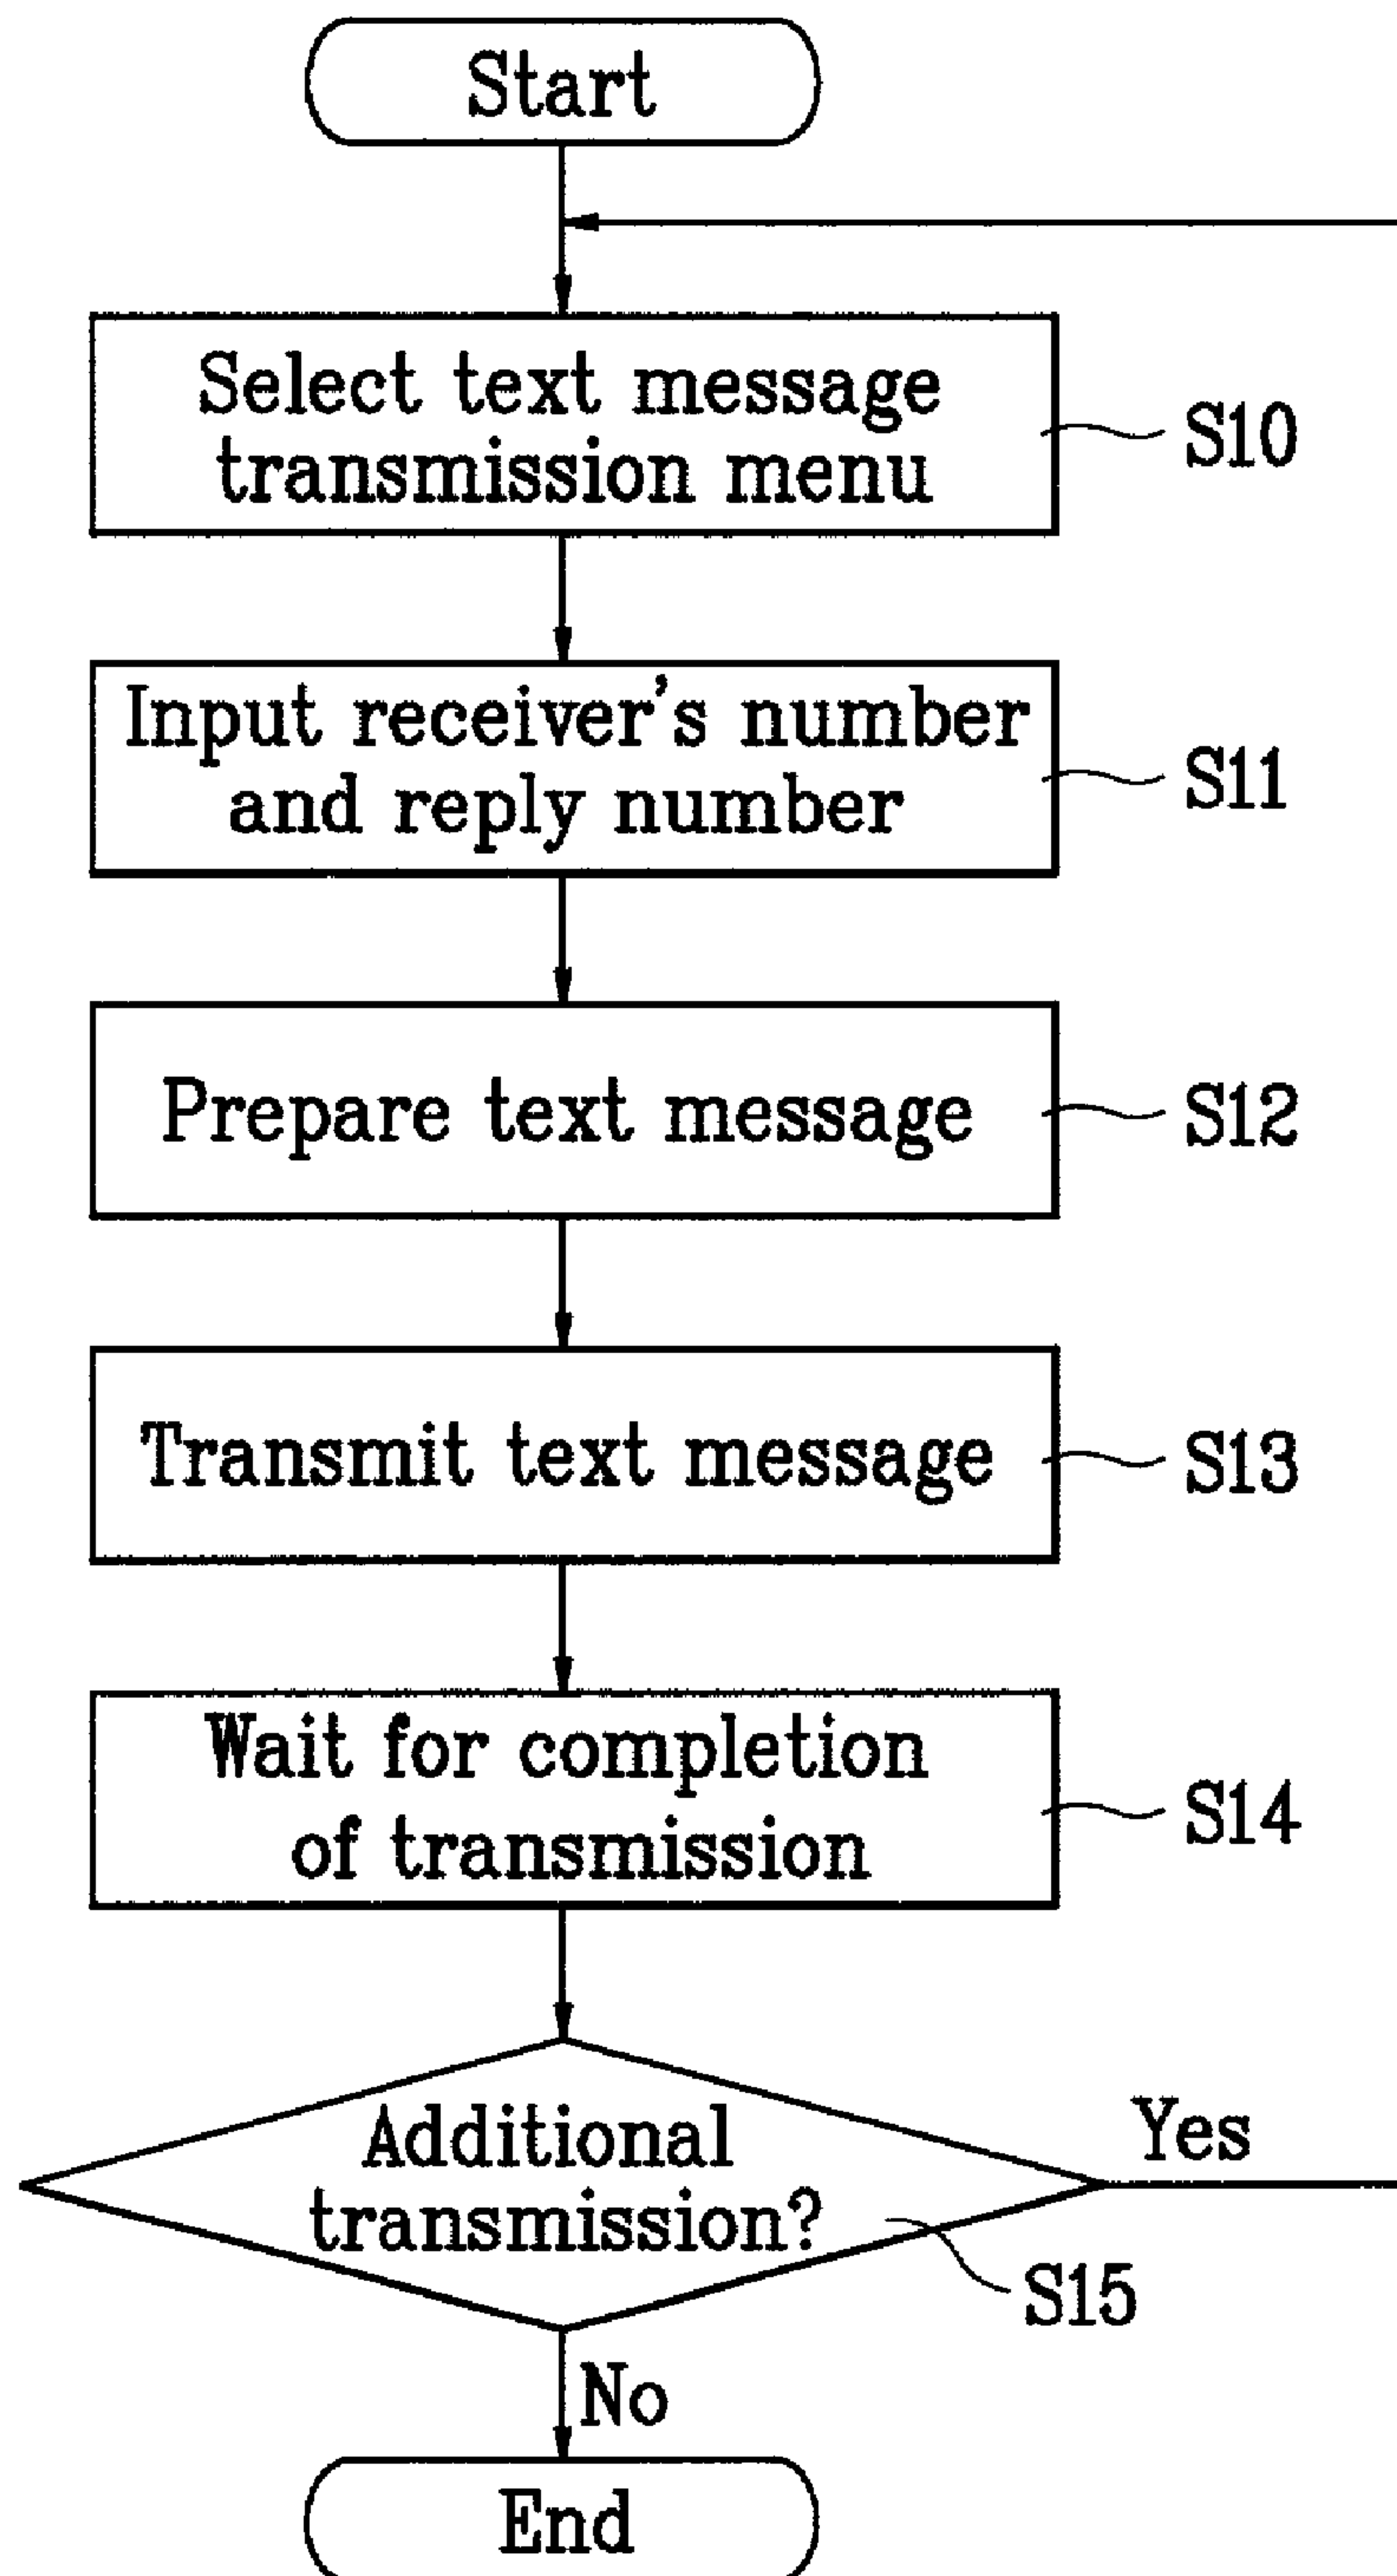 Start
Select text message
transmission menu
S10
Input receiver's number
and reply number
S11
Prepare text message
S12
Transmit text message
S13
Wait for completion
of transmission
S14
Additional
transmission?
Yes
S15
No
End